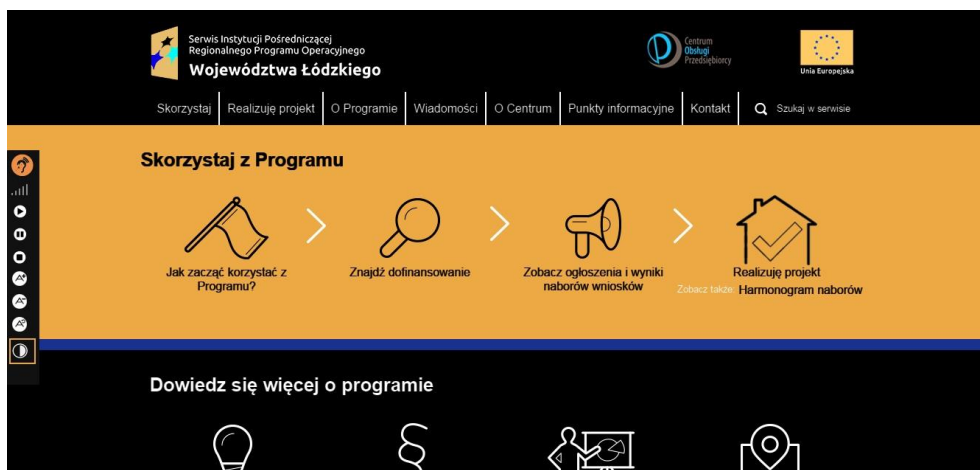 Serwis Instytucji Pośredniczącej
Regionalnego Programu Operacyjnego
Województwa Łódzkiego
Centrum
Obsługi
Przedsiębiorcy
Unia Europejska
Skorzystaj
Realizuję projekt
O Programie
Wiadomości
O Centrum
Punkty informacyjne
Kontakt
Szukaj w serwisie
Skorzystaj z Programu
Jak zacząć korzystać z
Programu?
Znajdź dofinansowanie
Zobacz ogłoszenia i wyniki
naborów wniosków
Realizuję projekt
Zobacz także: Harmonogram naborów
Dowiedz się więcej o programie